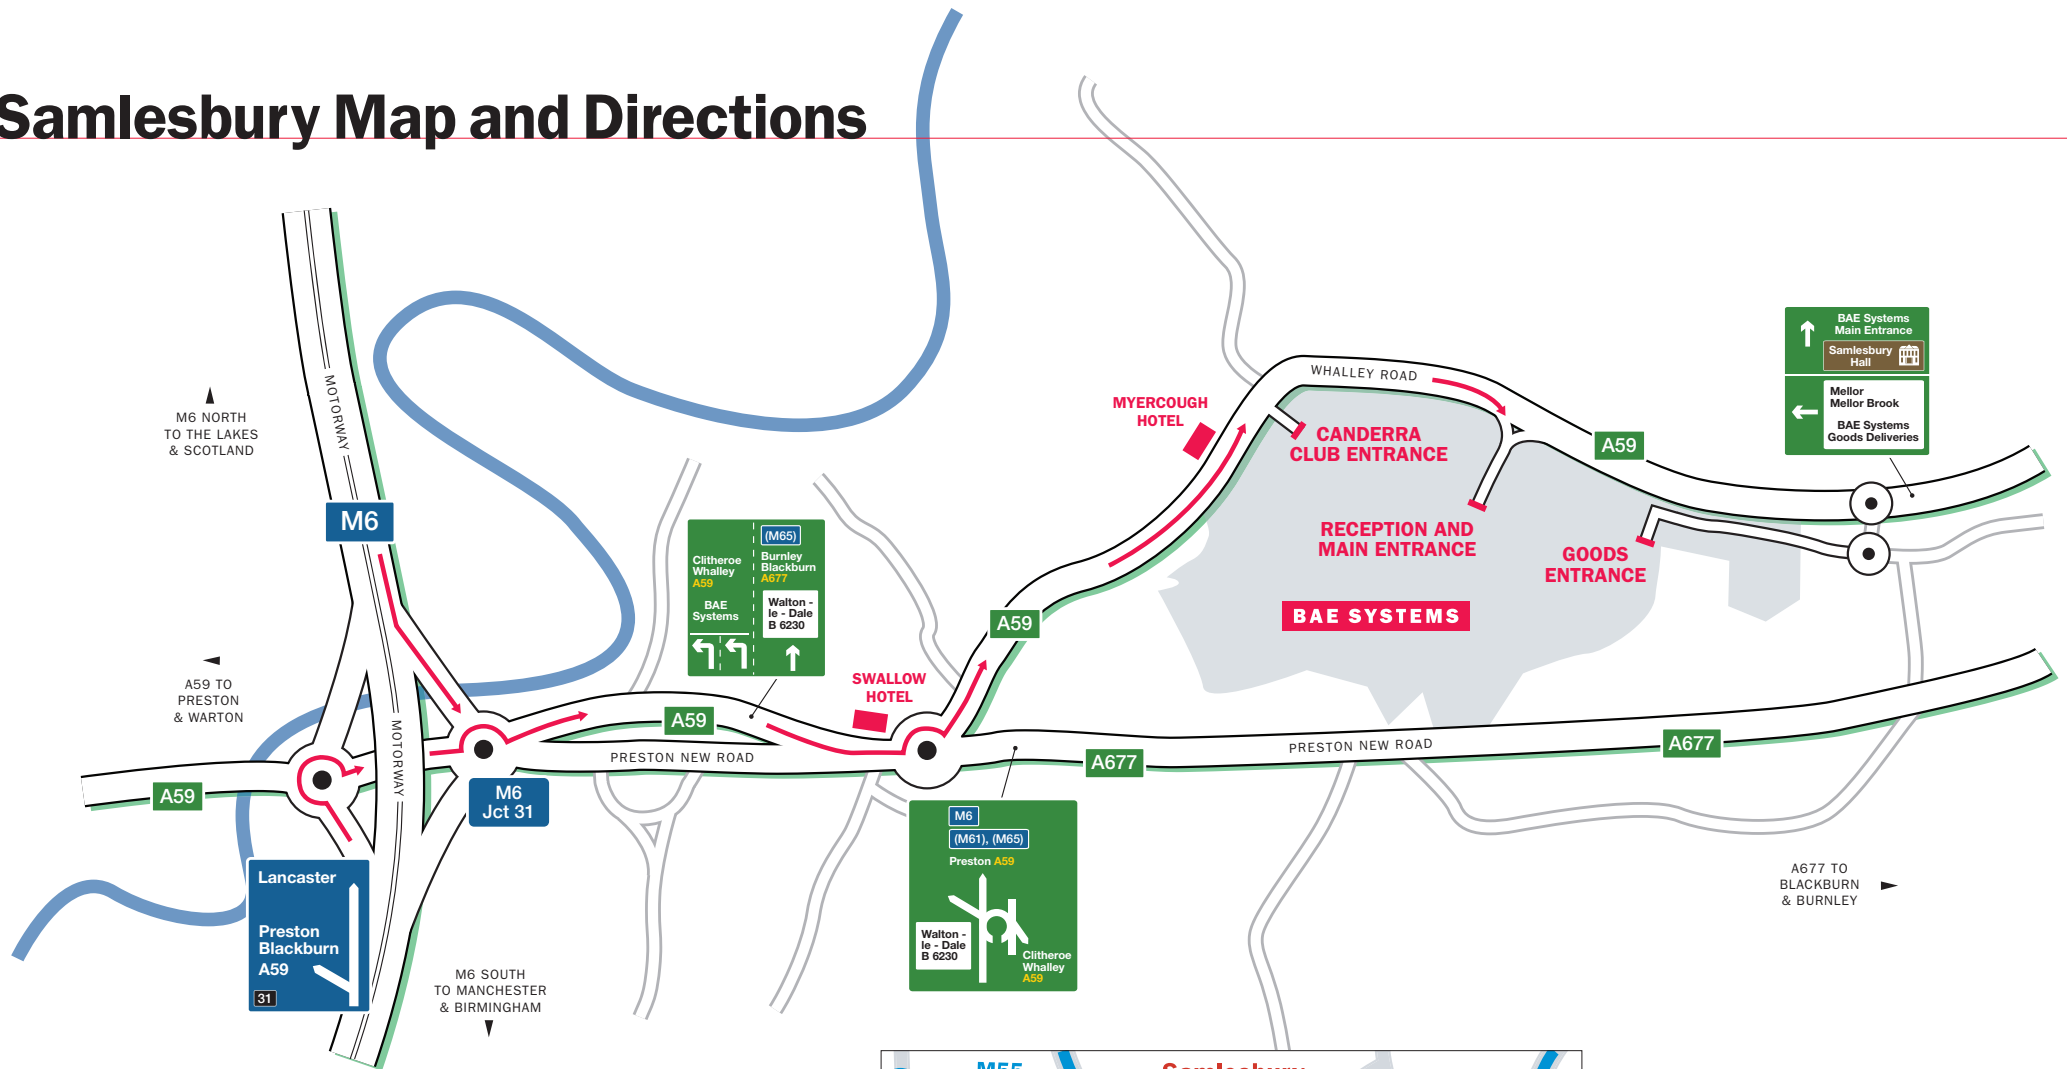 Samlesbury Map and Directions
M6 NORTH
TO THE LAKES
& SCOTLAND
MOTORWAY
M6
A59 TO
PRESTON
& WARTON
MOTORWAY
A59
M6
Jct 31
Lancaster
Preston
Blackburn
A59
31
M6 SOUTH
TO MANCHESTER
& BIRMINGHAM
Clitheroe
Whalley
A59
BAE
Systems
(M65)
Burnley
Blackburn
A677
Walton -
le - Dale
B 6230
A59
PRESTON NEW ROAD
SWALLOW
HOTEL
A59
MYERCOUGH
HOTEL
WHALLEY ROAD
CANDERRA
CLUB ENTRANCE
RECEPTION AND
MAIN ENTRANCE
GOODS
ENTRANCE
BAE SYSTEMS
A59
BAE Systems
Main Entrance
Samlesbury
Hall
Mellor
Mellor Brook
BAE Systems
Goods Deliveries
A677
PRESTON NEW ROAD
A677
M6
(M61), (M65)
Preston A59
Walton -
le - Dale
B 6230
Clitheroe
Whalley
A59
A677 TO
BLACKBURN
& BURNLEY
M55
Samlesbury